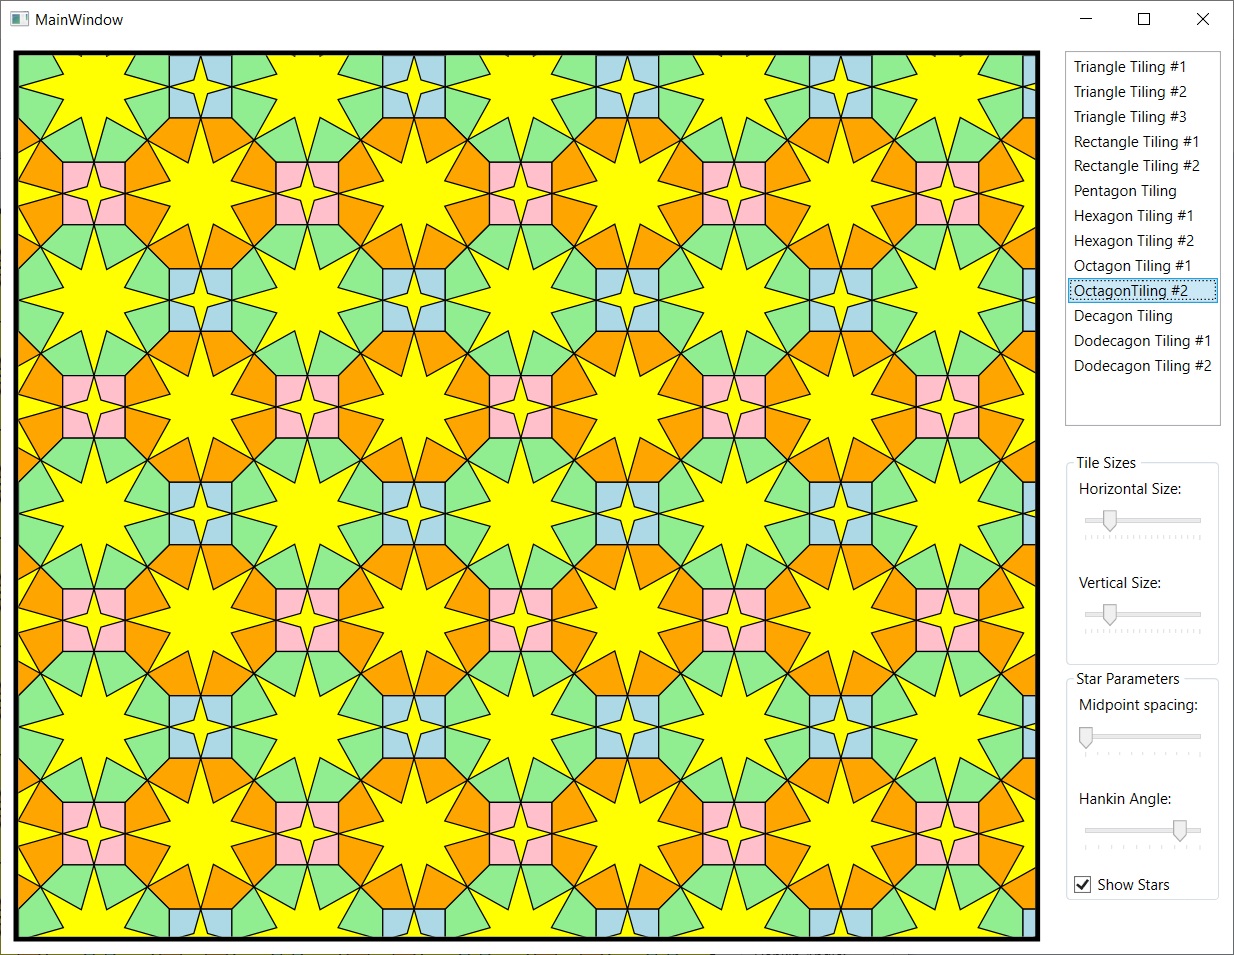 MainWindow
Triangle Tiling #1
Triangle Tiling #2
Triangle Tiling #3
Rectangle Tiling #1
Rectangle Tiling #2
Pentagon Tiling
Hexagon Tiling #1
Hexagon Tiling #2
Octagon Tiling #1
OctagonTiling #2
Decagon Tiling
Dodecagon Tiling #1
Dodecagon Tiling #2
Tile Sizes
Horizontal Size:
Vertical Size:
Star Parameters
Midpoint spacing:
Hankin Angle:
Show Stars